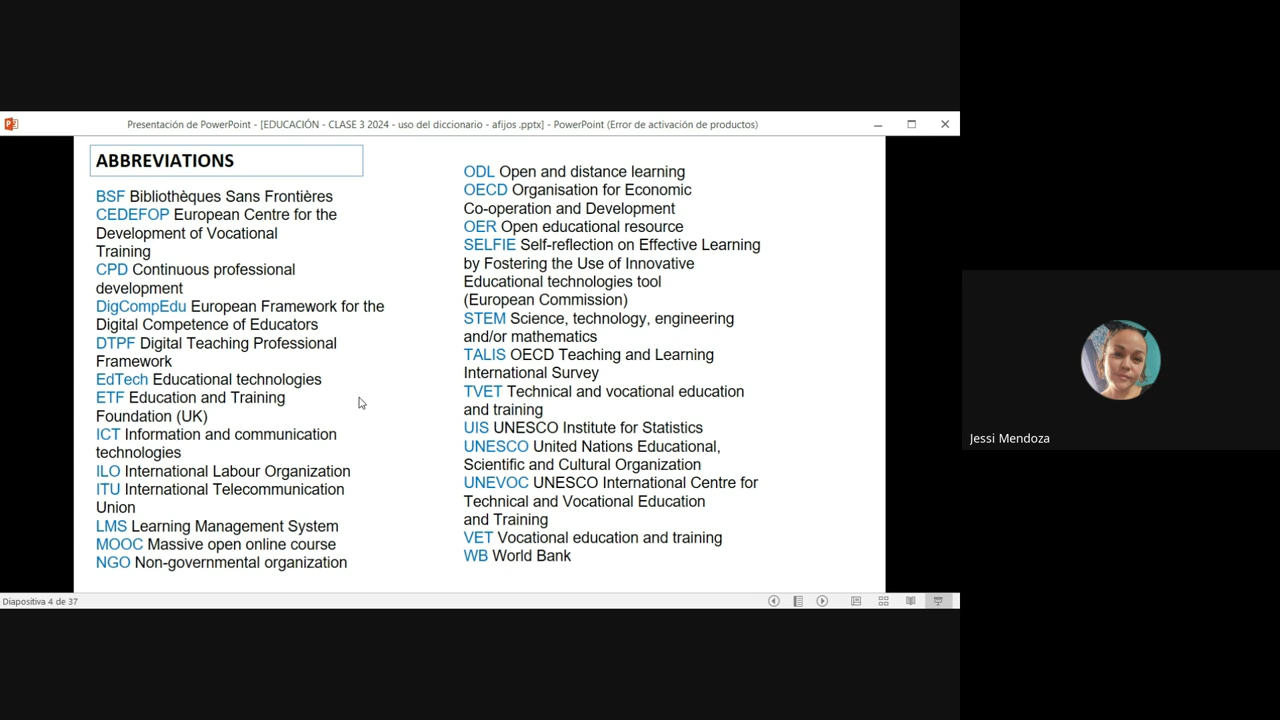 Presentación de PowerPoint - [EDUCACIÓN - CLASE 3 2024 - uso del diccionario - afijos .pptx] - PowerPoint (Error de activación de productos)
ABBREVIATIONS
BSF Bibliothèques Sans Frontières
CEDEFOP European Centre for the
Development of Vocational
Training
CPD Continuous professional
development
DigCompEdu European Framework for the
Digital Competence of Educators
DTPF Digital Teaching Professional
Framework
EdTech Educational technologies
ETF Education and Training
Foundation (UK)
ICT Information and communication
technologies
ILO International Labour Organization
ITU International Telecommunication
Union
LMS Learning Management System
MOOC Massive open online course
NGO Non-governmental organization
ODL Open and distance learning
OECD Organisation for Economic
Co-operation and Development
OER Open educational resource
SELFIE Self-reflection on Effective Learning
by Fostering the Use of Innovative
Educational technologies tool
(European Commission)
STEM Science, technology, engineering
and/or mathematics
TALIS OECD Teaching and Learning
International Survey
TVET Technical and vocational education
and training
UIS UNESCO Institute for Statistics
UNESCO United Nations Educational,
Scientific and Cultural Organization
UNEVOC UNESCO International Centre for
Technical and Vocational Education
and Training
VET Vocational education and training
WB World Bank
Diapositiva 4 de 37
Jessi Mendoza